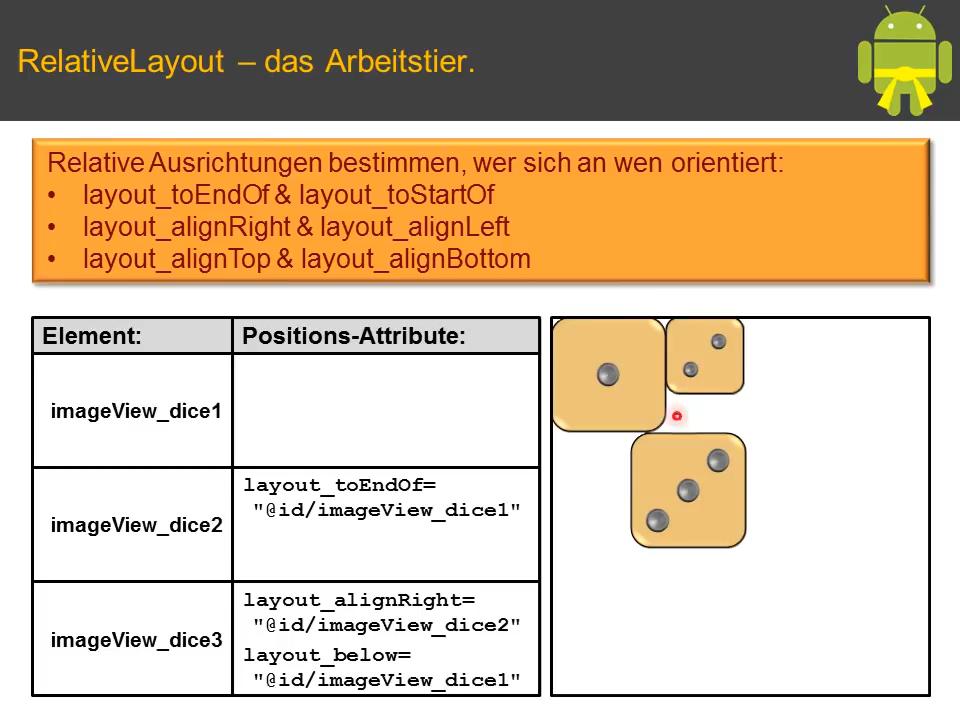 RelativeLayout – das Arbeitstier.
Relative Ausrichtungen bestimmen, wer sich an wen orientiert:
• layout_toEndOf & layout_toStartOf
• layout_alignRight & layout_alignLeft
• layout_alignTop & layout_alignBottom
Element: Positions-Attribute:
imageView_dice1
imageView_dice2
layout_toEndOf=
"@id/imageView_dice1"
imageView_dice3
layout_alignRight=
"@id/imageView_dice2"
layout_below=
"@id/imageView_dice1"